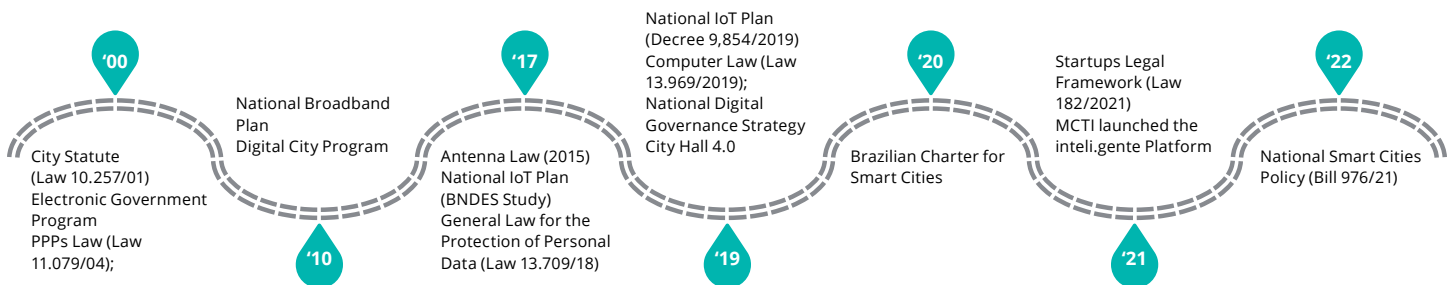 ‘00
City Statute
(Law 10.257/01)
Electronic Government
Program
PPPs Law (Law
11.079/04);
National Broadband
Plan
Digital City Program
‘10
‘17
Antenna Law (2015)
National IoT Plan
(BNDES Study)
General Law for the
Protection of Personal
Data (Law 13.709/18)
National IoT Plan
(Decree 9,854/2019)
Computer Law (Law
13.969/2019);
National Digital
Governance Strategy
City Hall 4.0
‘19
‘20
Brazilian Charter for
Smart Cities
Startups Legal
Framework (Law
182/2021)
MCTI launched the
inteli.gente Platform
‘21
‘22
National Smart Cities
Policy (Bill 976/21)